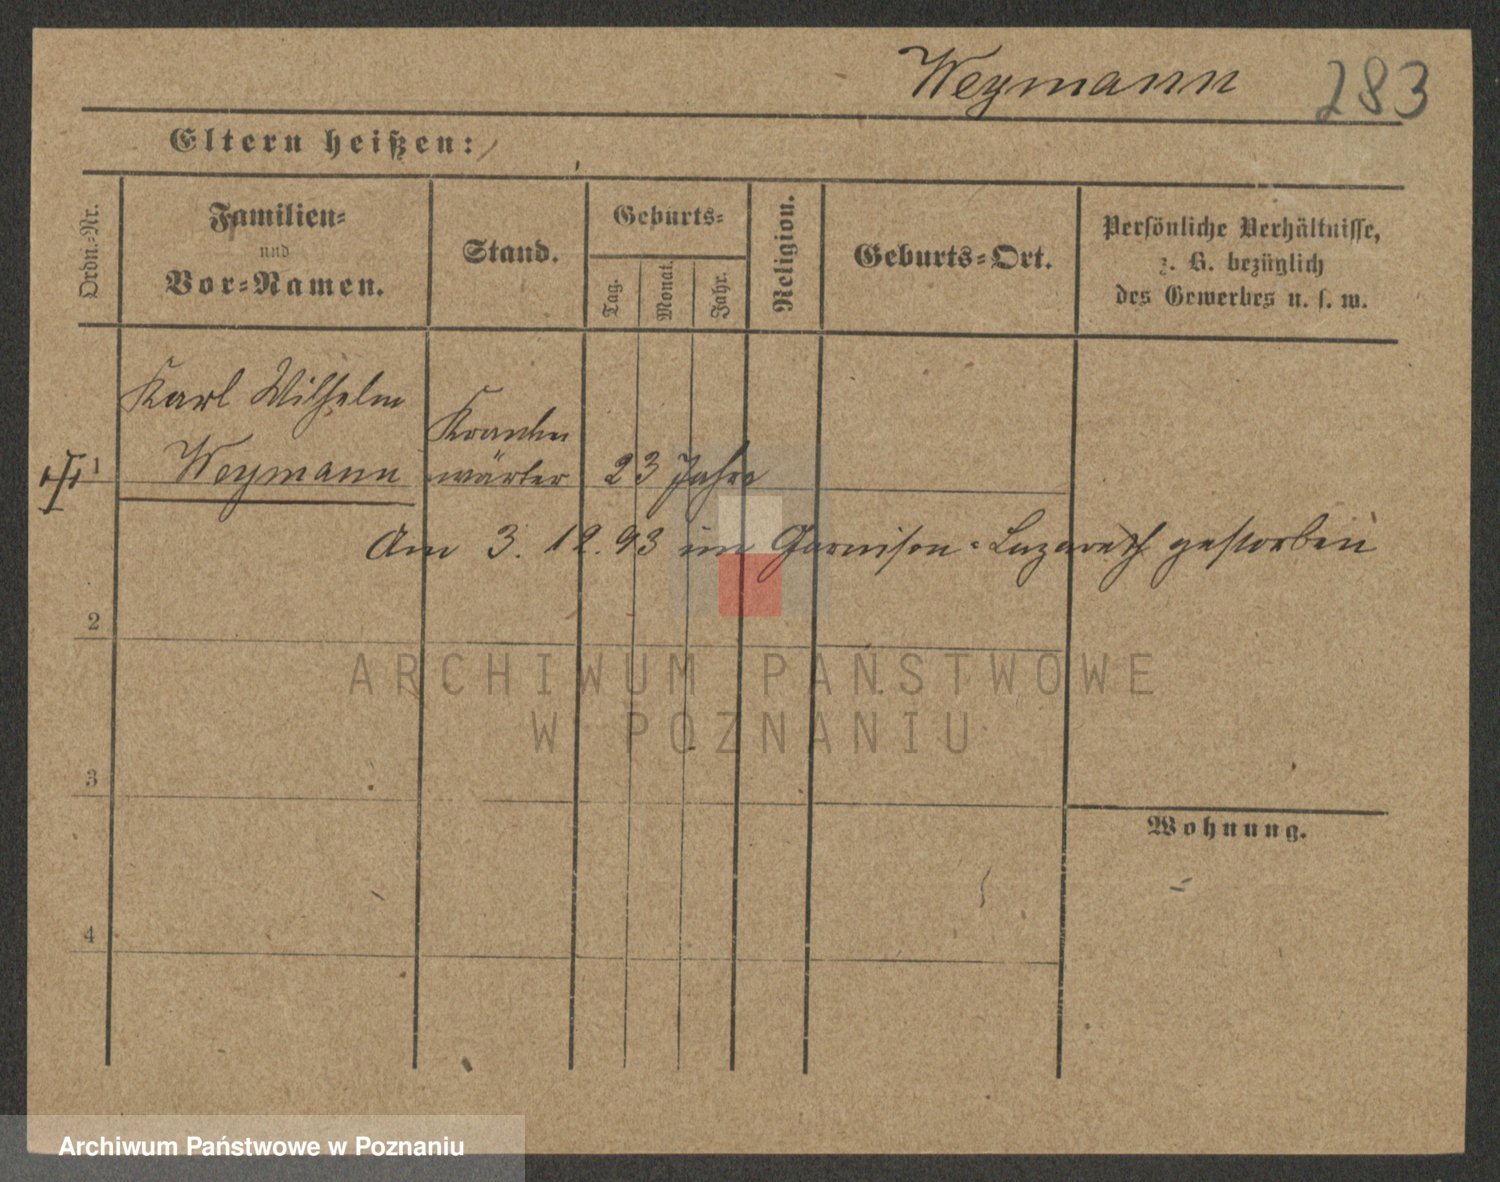 Weymann 283
Eltern heißen:
Ordn.-Nr.
Familien-
und
Vor-Namen.
Stand.
Geburts-
Tag.
Monat.
Jahr.
Religion.
Geburts-Ort.
Persönliche Verhältnisse,
z. B. bezüglich
des Gewerbes u. s. w.
Karl Wilhelm
Weymann
Kranken
wärter
23 Jahre
1
Am 3. 12. 93 im Garnison-Lazareth gestorben
2
3
4
Wohnung.
ARCHIWUM PAŃSTWOWE
W POZNANIU
Archiwum Państwowe w Poznaniu